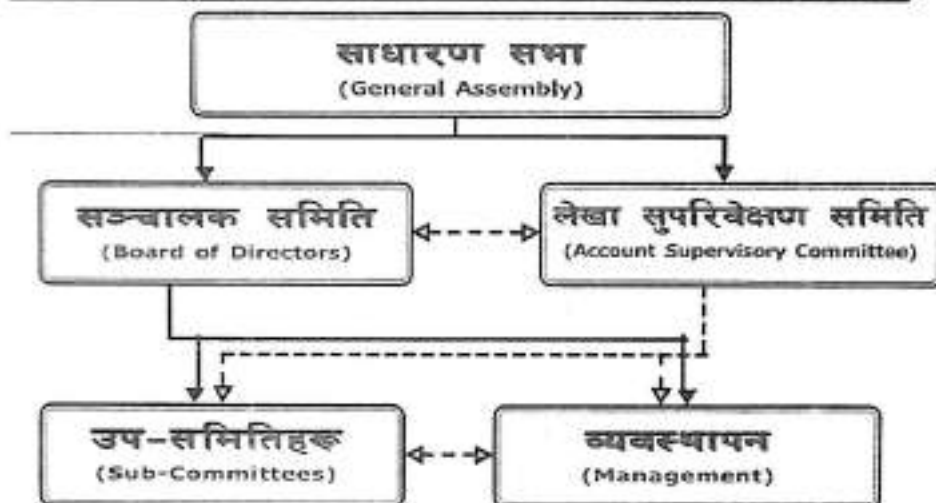 साधारण सभा
(General Assembly)
सञ्चालक समिति
(Board of Directors)
लेखा सुपरिवेक्षण समिति
(Account Supervisory Committee)
उप-समितिहरू
(Sub-Committees)
व्यवस्थापन
(Management)